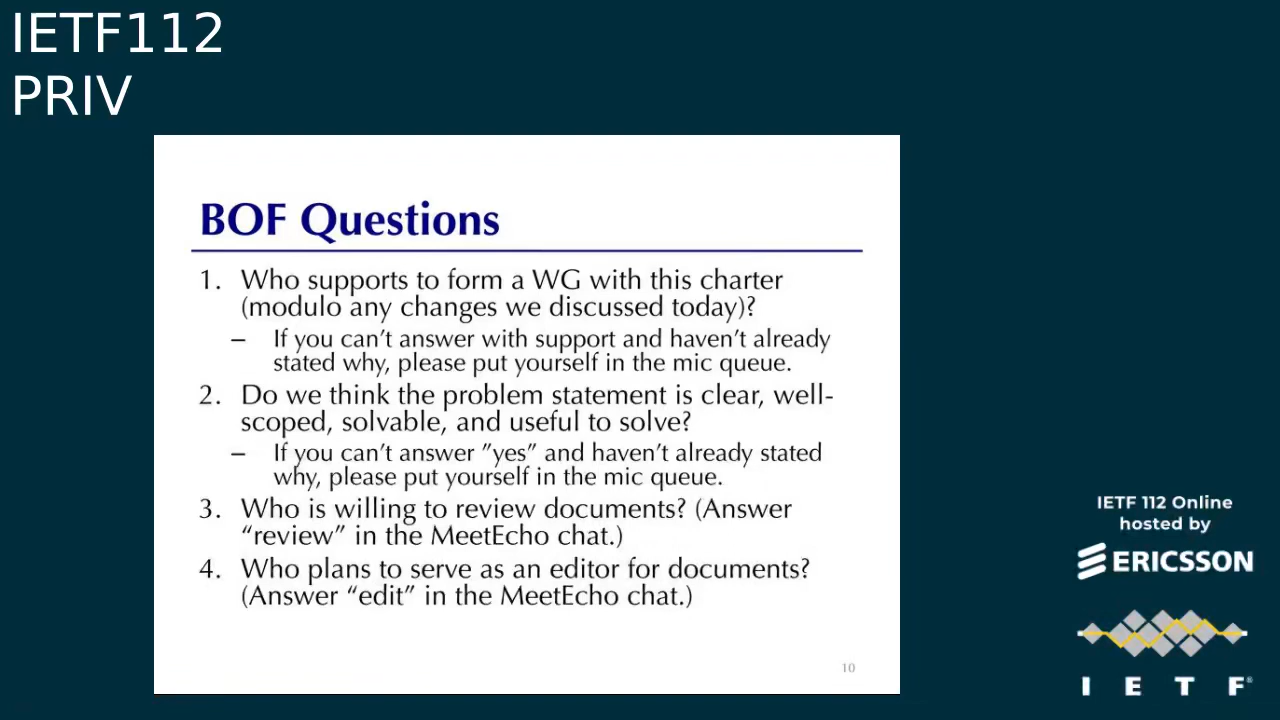 IETF112
PRIV
BOF Questions
1. Who supports to form a WG with this charter
(modulo any changes we discussed today)?
– If you can’t answer with support and haven’t already
stated why, please put yourself in the mic queue.
2. Do we think the problem statement is clear, well-
scoped, solvable, and useful to solve?
– If you can’t answer ”yes” and haven’t already stated
why, please put yourself in the mic queue.
3. Who is willing to review documents? (Answer
“review” in the MeetEcho chat.)
4. Who plans to serve as an editor for documents?
(Answer “edit” in the MeetEcho chat.)
10
IETF 112 Online
hosted by
ERICSSON
I E T F®